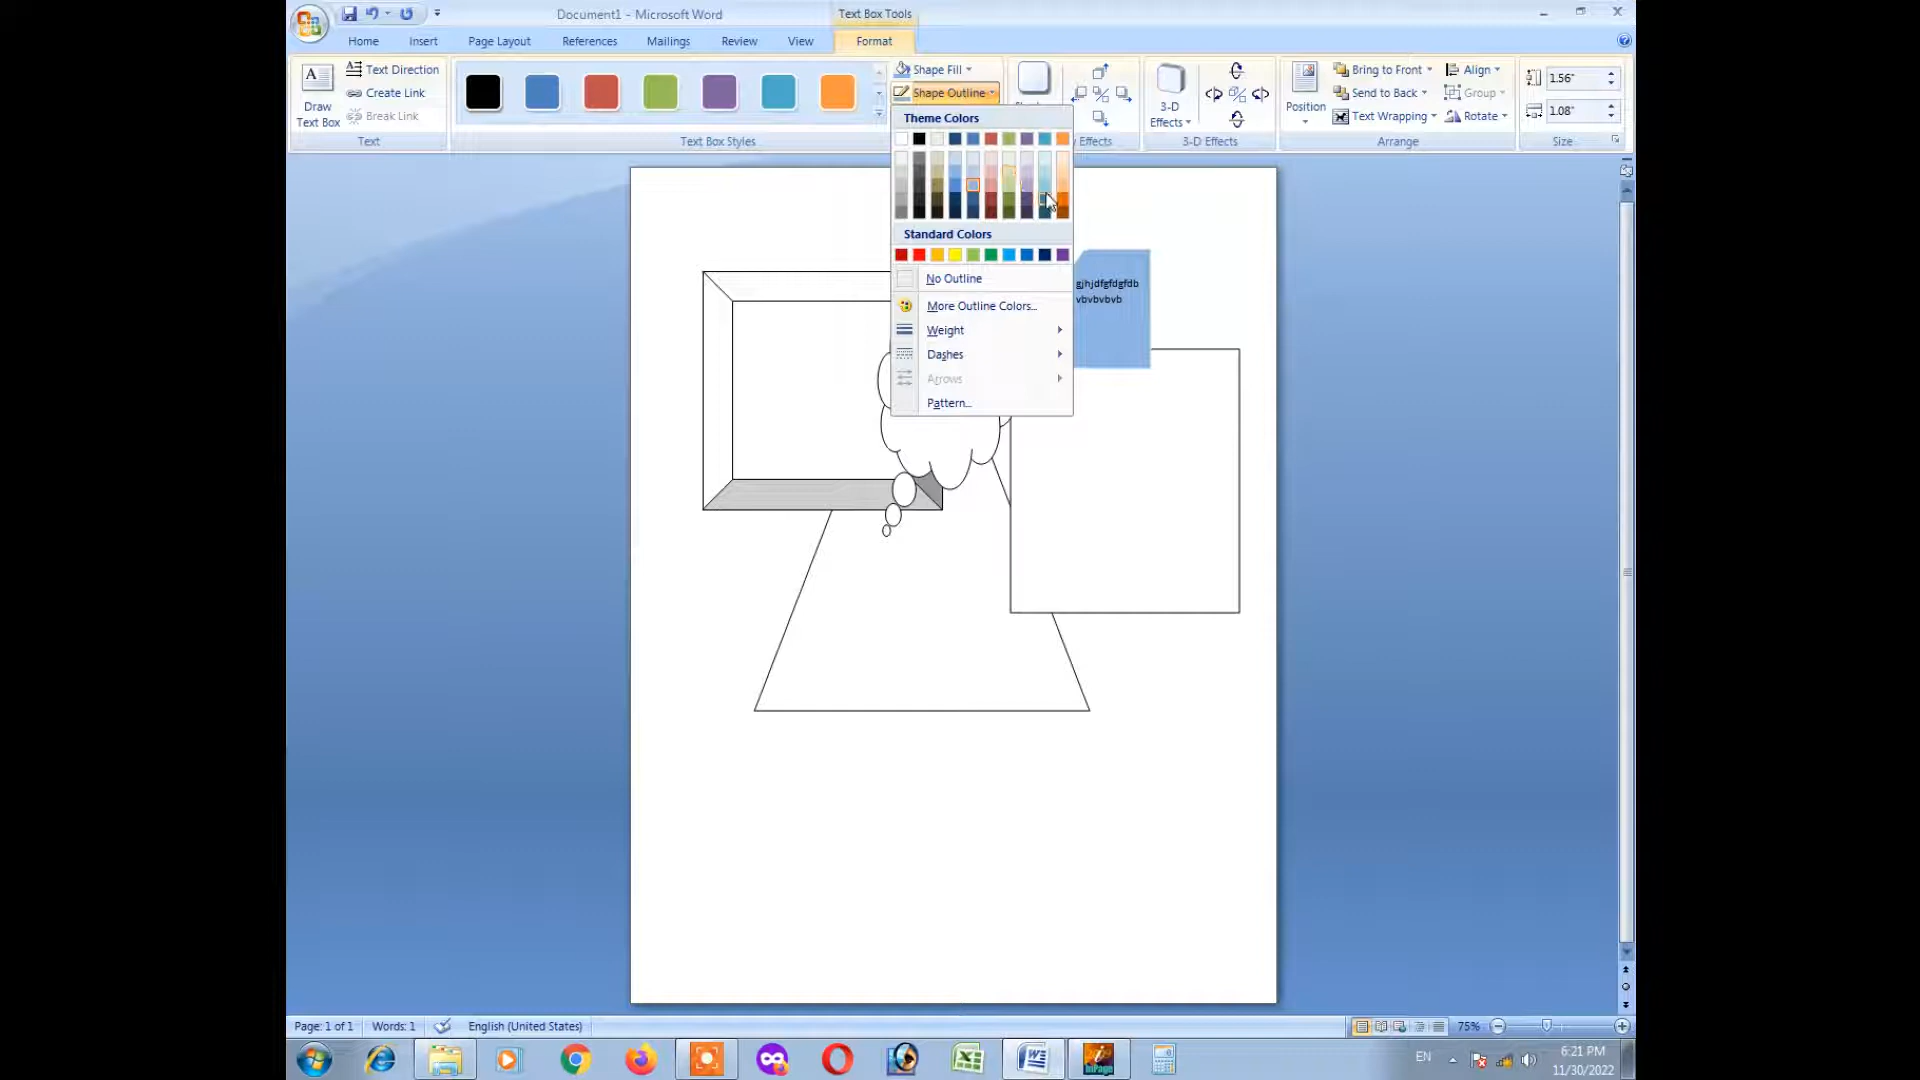 Document1 - Microsoft Word
Text Box Tools
Home
Insert
Page Layout
References
Mailings
Review
View
Format
Draw
Text Box
Text Direction
Create Link
Break Link
Text
Text Box Styles
Shape Fill
Shape Outline
Effects
3-D
Effects
3-D Effects
Position
Bring to Front
Send to Back
Text Wrapping
Align
Group
Rotate
Arrange
1.56"
1.08"
Size
Theme Colors
Standard Colors
No Outline
More Outline Colors...
Weight
Dashes
Arrows
Pattern...
gjhjdfgfdgfdb
vbvbvbvb
Page: 1 of 1
Words: 1
English (United States)
75%
EN
6:21 PM
11/30/2022